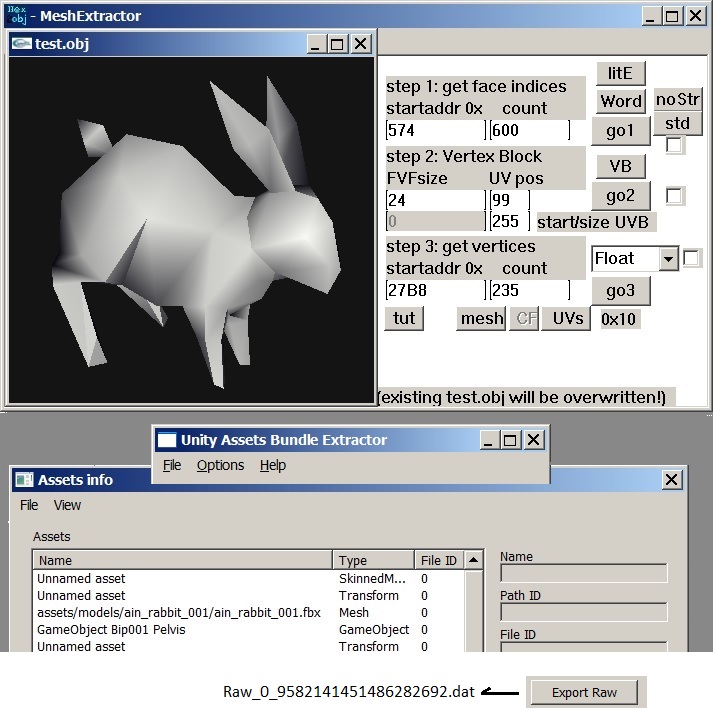 Hex
obj
- MeshExtractor
test.obj
litE
step 1: get face indices
startaddr 0x count
Word
noStr
574
600
go1
std
step 2: Vertex Block
FVFsize UV pos
VB
24
99
go2
0
255
start/size UVB
step 3: get vertices
startaddr 0x count
Float
27B8
235
go3
tut
mesh
CF
UVs
0x10
(existing test.obj will be overwritten!)
Unity Assets Bundle Extractor
File Options Help
Assets info
File View
Assets
Name Type File ID
Unnamed asset SkinnedM... 0
Unnamed asset Transform 0
assets/models/ain_rabbit_001/ain_rabbit_001.fbx Mesh 0
GameObject Bip001 Pelvis GameObject 0
Unnamed asset Transform 0
Name
Path ID
File ID
Raw_0_9582141451486282692.dat
Export Raw